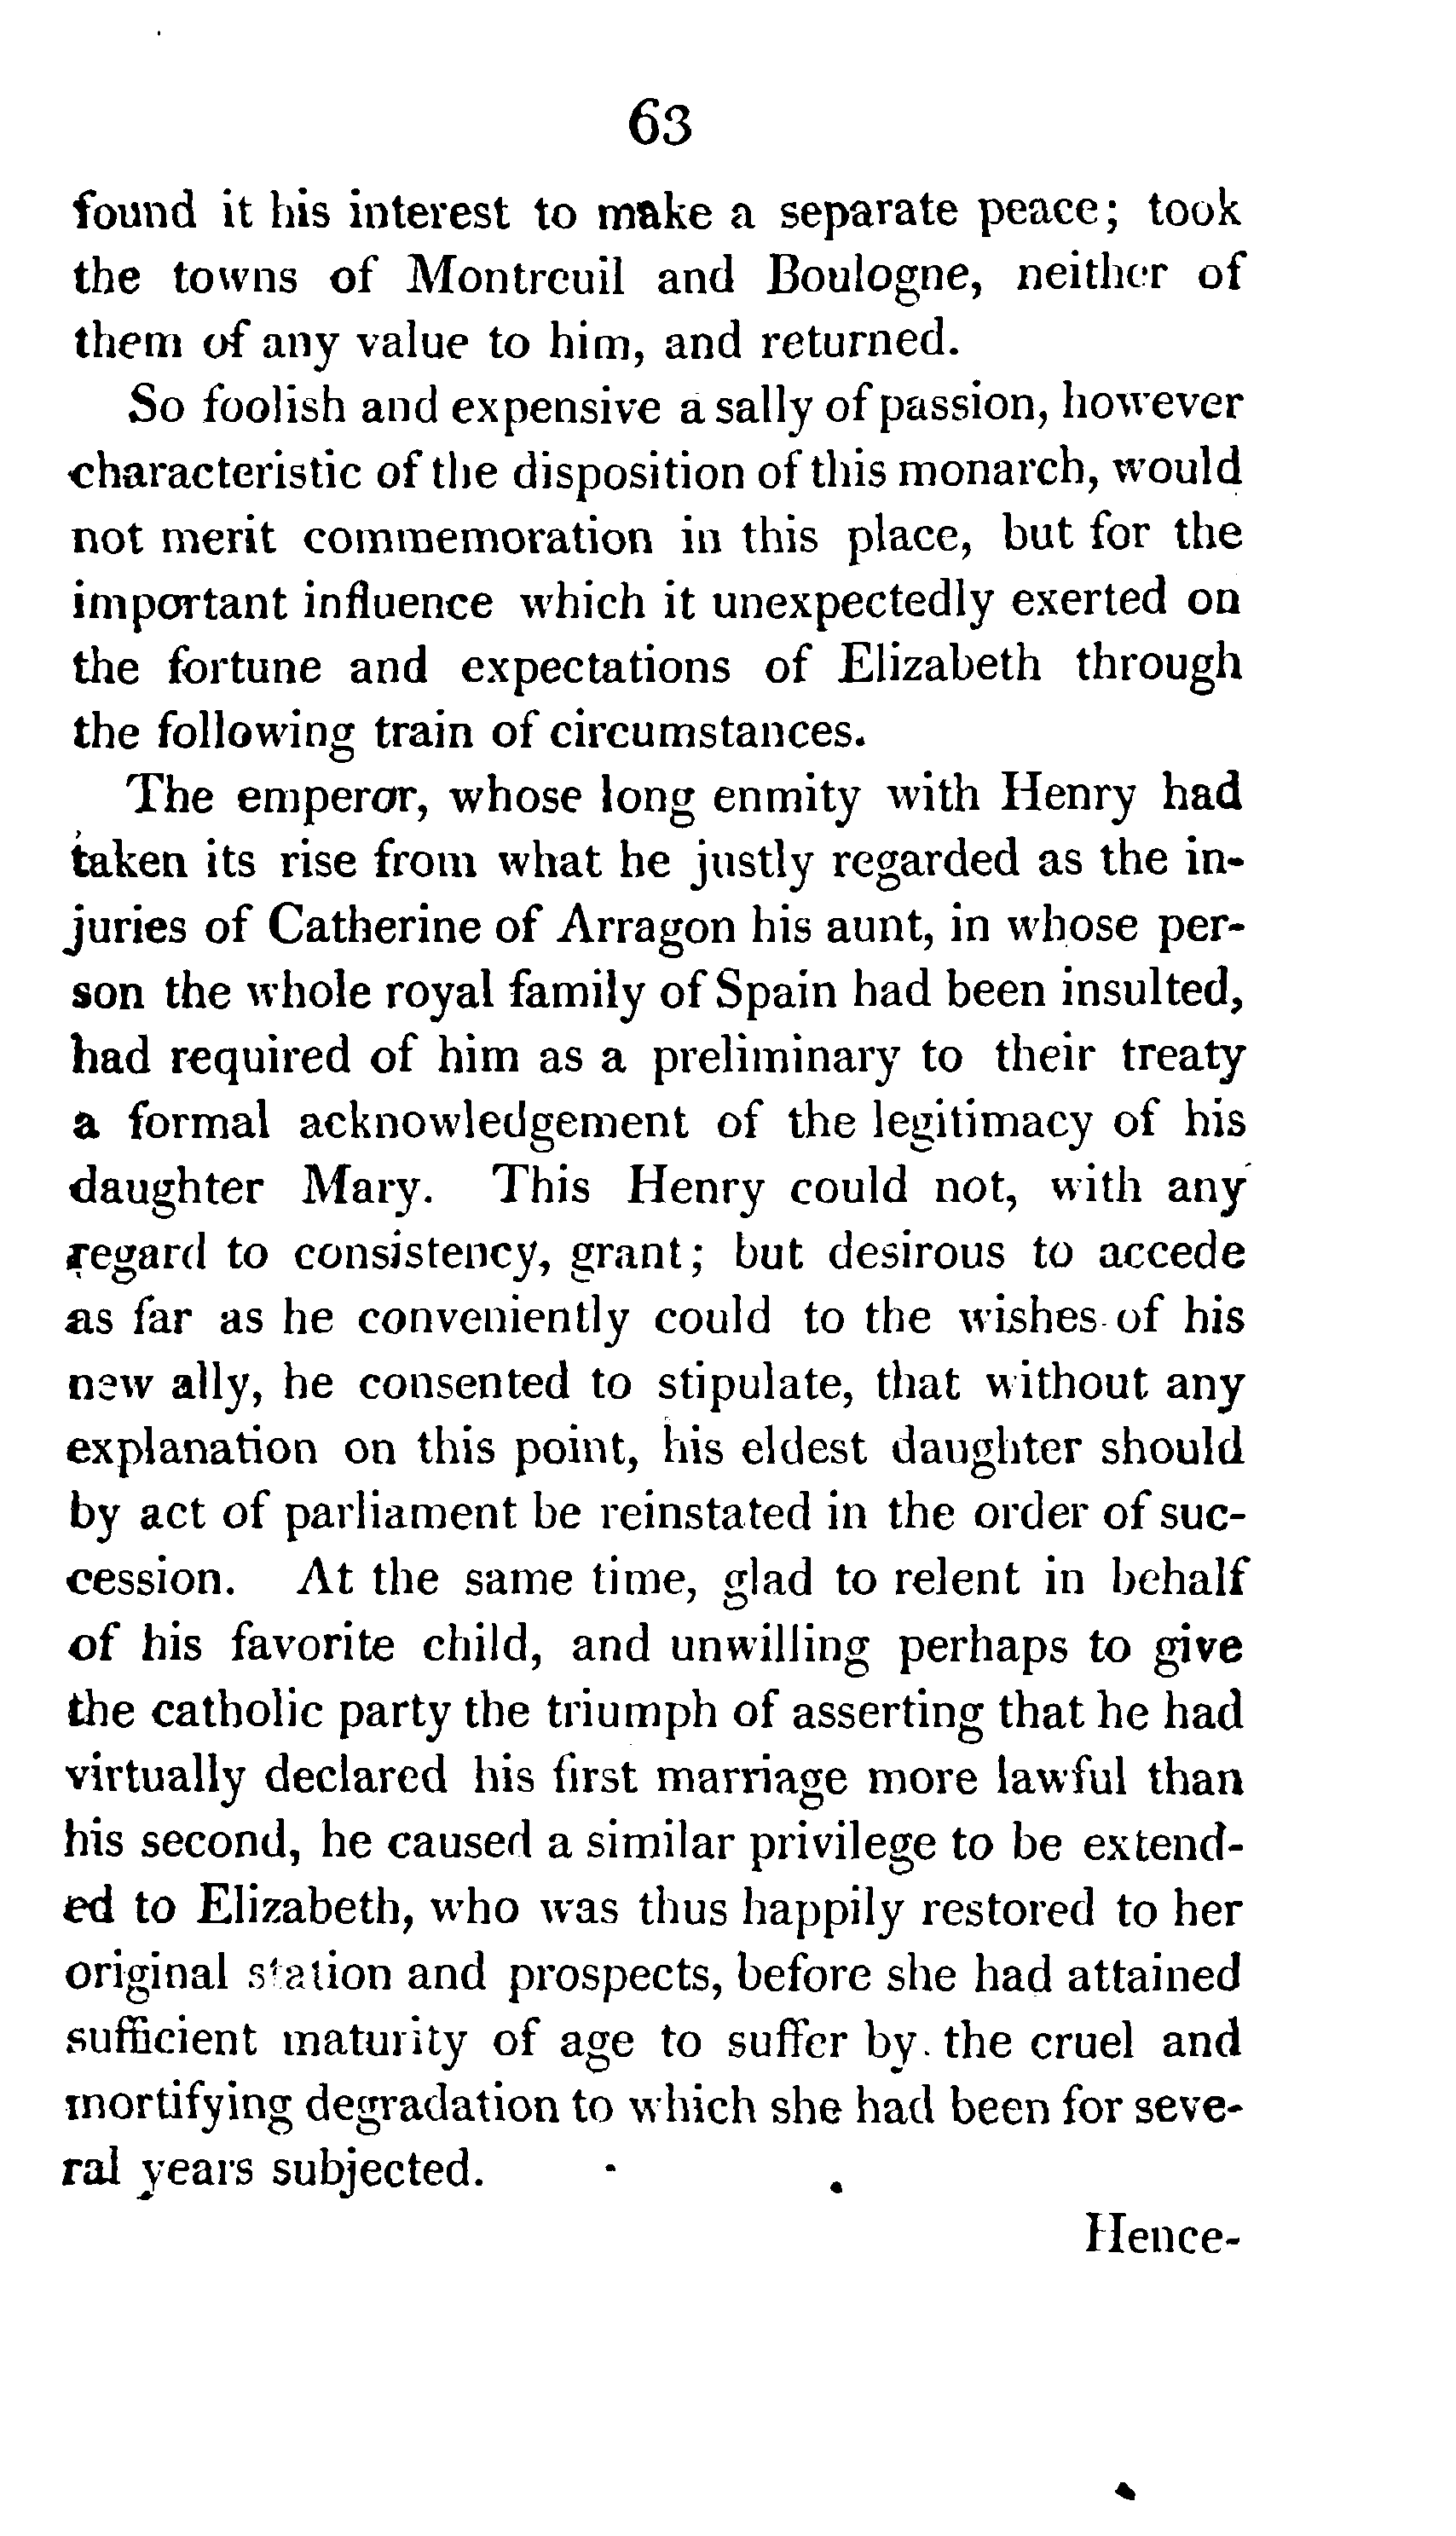 63
found it his interest to make a separate peace; took
the towns of Montreuil and Boulogne, neither of
them of any value to him, and returned.
So foolish and expensive a sally of passion, however
characteristic of the disposition of this monarch, would
not merit commemoration in this place, but for the
important influence which it unexpectedly exerted on
the fortune and expectations of Elizabeth through
the following train of circumstances.
The emperor, whose long enmity with Henry had
taken its rise from what he justly regarded as the in-
juries of Catherine of Arragon his aunt, in whose per-
son the whole royal family of Spain had been insulted,
had required of him as a preliminary to their treaty
a formal acknowledgement of the legitimacy of his
daughter Mary. This Henry could not, with any
regard to consistency, grant; but desirous to accede
as far as he conveniently could to the wishes of his
new ally, he consented to stipulate, that without any
explanation on this point, his eldest daughter should
by act of parliament be reinstated in the order of suc-
cession. At the same time, glad to relent in behalf
of his favorite child, and unwilling perhaps to give
the catholic party the triumph of asserting that he had
virtually declared his first marriage more lawful than
his second, he caused a similar privilege to be extend-
ed to Elizabeth, who was thus happily restored to her
original station and prospects, before she had attained
sufficient maturity of age to suffer by the cruel and
mortifying degradation to which she had been for seve-
ral years subjected.
Hence-